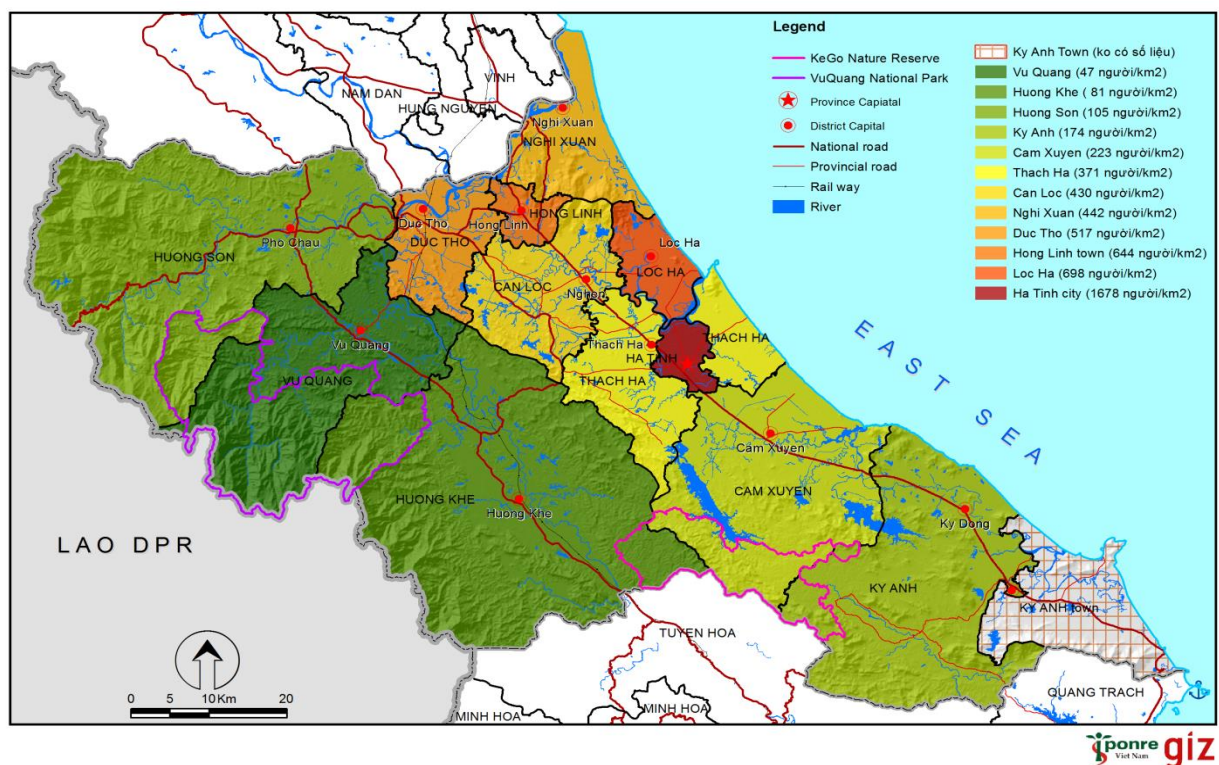 Legend
KeGo Nature Reserve
VuQuang National Park
Province Capiatal
District Capital
National road
Provincial road
Rail way
River
Ky Anh Town (ko có số liệu)
Vu Quang (47 người/km2)
Huong Khe ( 81 người/km2)
Huong Son (105 người/km2)
Ky Anh (174 người/km2)
Cam Xuyen (223 người/km2)
Thach Ha (371 người/km2)
Can Loc (430 người/km2)
Nghi Xuan (442 người/km2)
Duc Tho (517 người/km2)
Hong Linh town (644 người/km2)
Loc Ha (698 người/km2)
Ha Tinh city (1678 người/km2)
VINH
NAM DAN
HUNG NGUYEN
Nghi Xuan
NGHI XUAN
Duc Tho
DUC THO
Hong Linh
HONG LINH
Pho Chau
HUONG SON
Loc Ha
LOC HA
CAN LOC
Nghen
Vu Quang
VU QUANG
Thach Ha
HA TINH
THACH HA
THACH HA
EAST SEA
Cẩm Xuyen
CAM XUYEN
HUONG KHE
Huong Khe
Ky Dong
LAO DPR
KY ANH
KY ANH town
TUYEN HOA
QUANG TRACH
MINH HOA
MINH HOA
0 5 10 Km 20
ponre
Viet Nam
giz